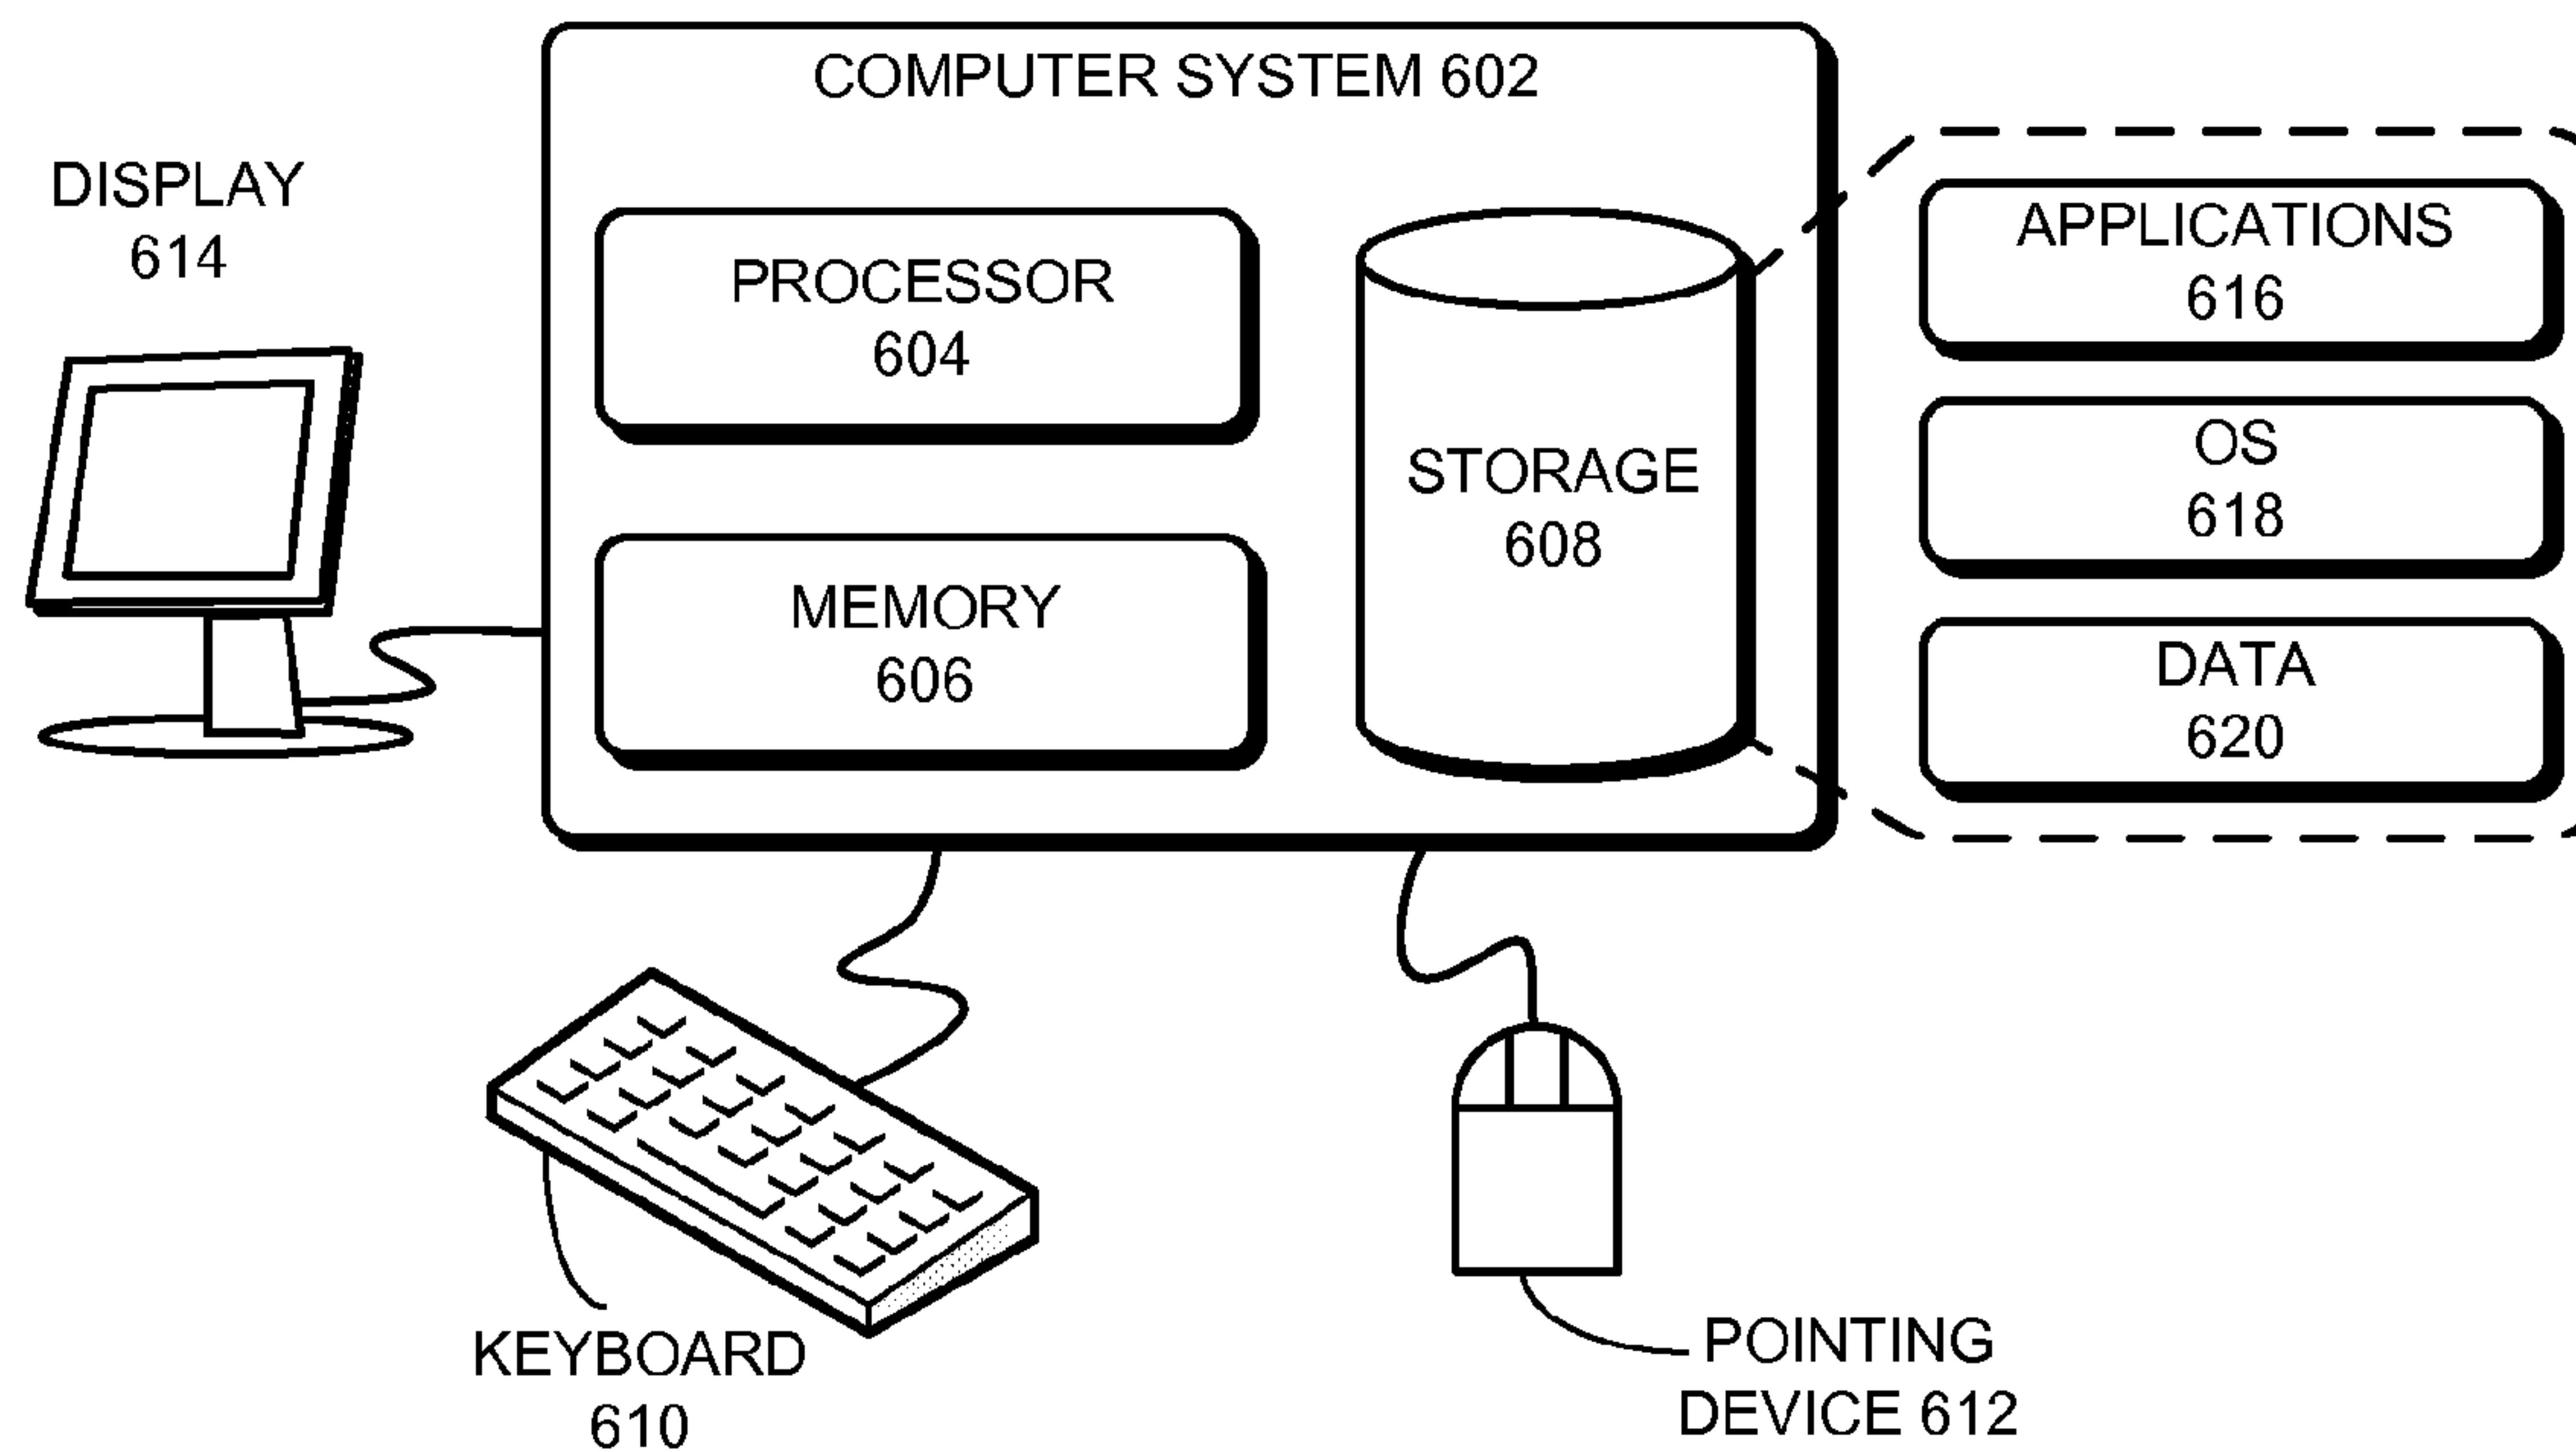 COMPUTER SYSTEM 602
DISPLAY
614
PROCESSOR
604
MEMORY
606
STORAGE
608
APPLICATIONS
616
OS
618
DATA
620
KEYBOARD
610
POINTING
DEVICE 612